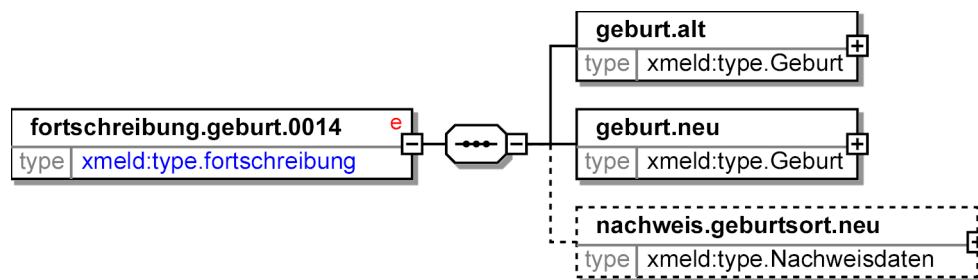 geburt.alt
type xmeld:type.Geburt
fortschreibung.geburt.0014 e
type xmeld:type.fortschreibung
geburt.neu
type xmeld:type.Geburt
nachweis.geburtsort.neu
type xmeld:type.Nachweisdaten